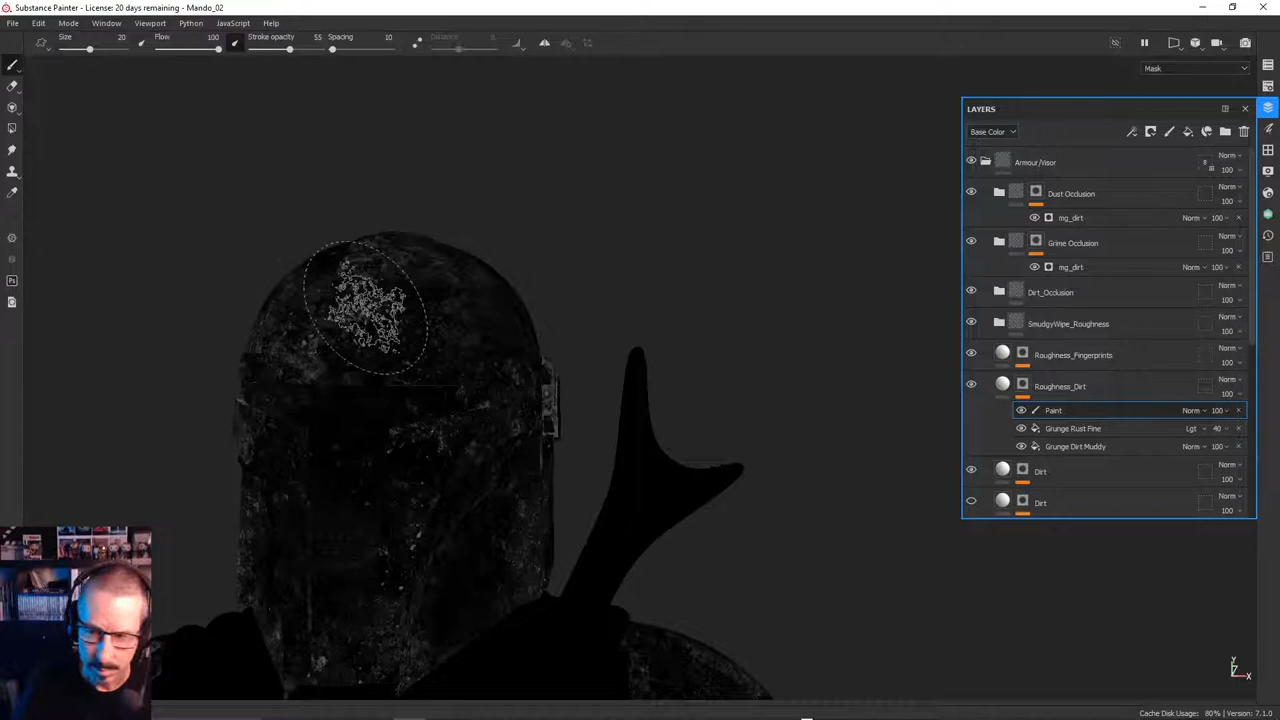 Substance Painter - License: 20 days remaining - Mando_02
File Edit Mode Window Viewport Python JavaScript Help
Size 20 Flow 100 Stroke opacity 55 Spacing 10 Distance
Mask
LAYERS
Base Color
Norm
Armour/Visor 100
Norm
Dust Occlusion 100
mg_dirt Norm 100
Norm
Grime Occlusion 100
mg_dirt Norm 100
Norm
Dirt_Occlusion 100
Norm
SmudgyWipe_Roughness 100
Norm
Roughness_Fingerprints 100
Norm
Roughness_Dirt 100
Paint Norm 100
Grunge Rust Fine Lgt 40
Grunge Dirt Muddy Norm 100
Norm
Dirt 100
Norm
Dirt 100
Ps
Y
Z
X
Cache Disk Usage: 80% | Version: 7.1.0